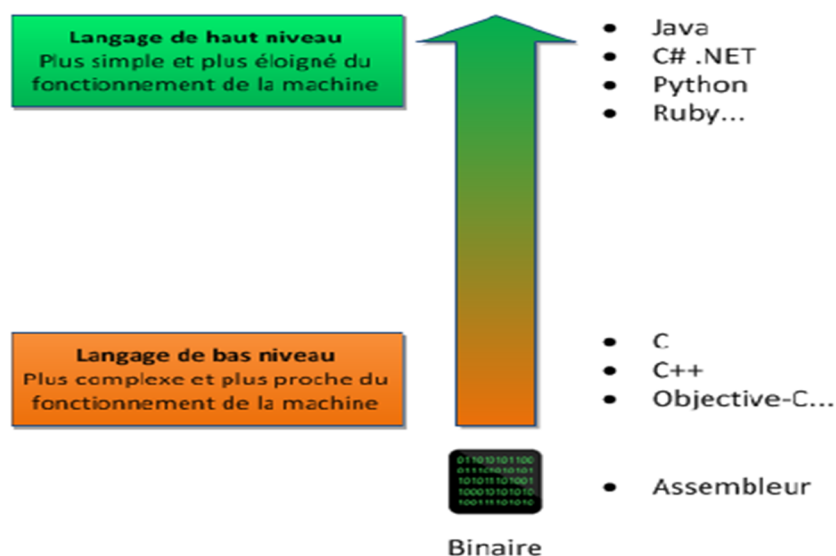 Langage de haut niveau
Plus simple et plus éloigné du
fonctionnement de la machine
• Java
• C# .NET
• Python
• Ruby...
Langage de bas niveau
Plus complexe et plus proche du
fonctionnement de la machine
• C
• C++
• Objective-C...
• Assembleur
Binaire